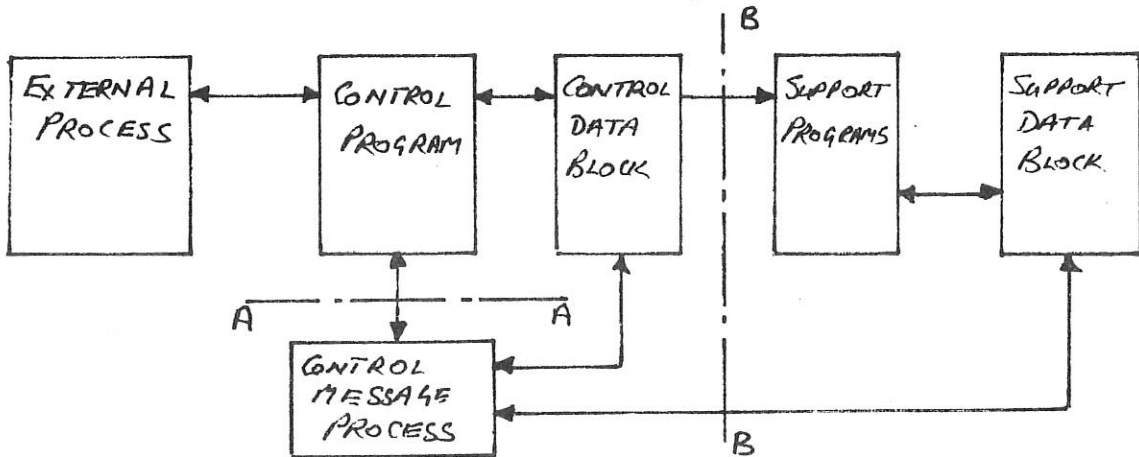 B
EXTERNAL
PROCESS
CONTROL
PROGRAM
CONTROL
DATA
BLOCK
SUPPORT
PROGRAMS
SUPPORT
DATA
BLOCK
A
A
CONTROL
MESSAGE
PROCESS
B